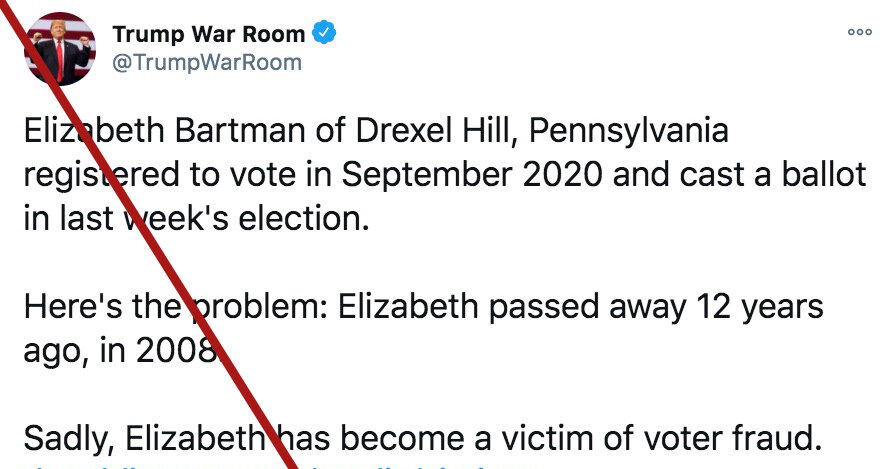 Trump War Room
@TrumpWarRoom
Elizabeth Bartman of Drexel Hill, Pennsylvania
registered to vote in September 2020 and cast a ballot
in last week's election.
Here's the problem: Elizabeth passed away 12 years
ago, in 2008.
Sadly, Elizabeth has become a victim of voter fraud.